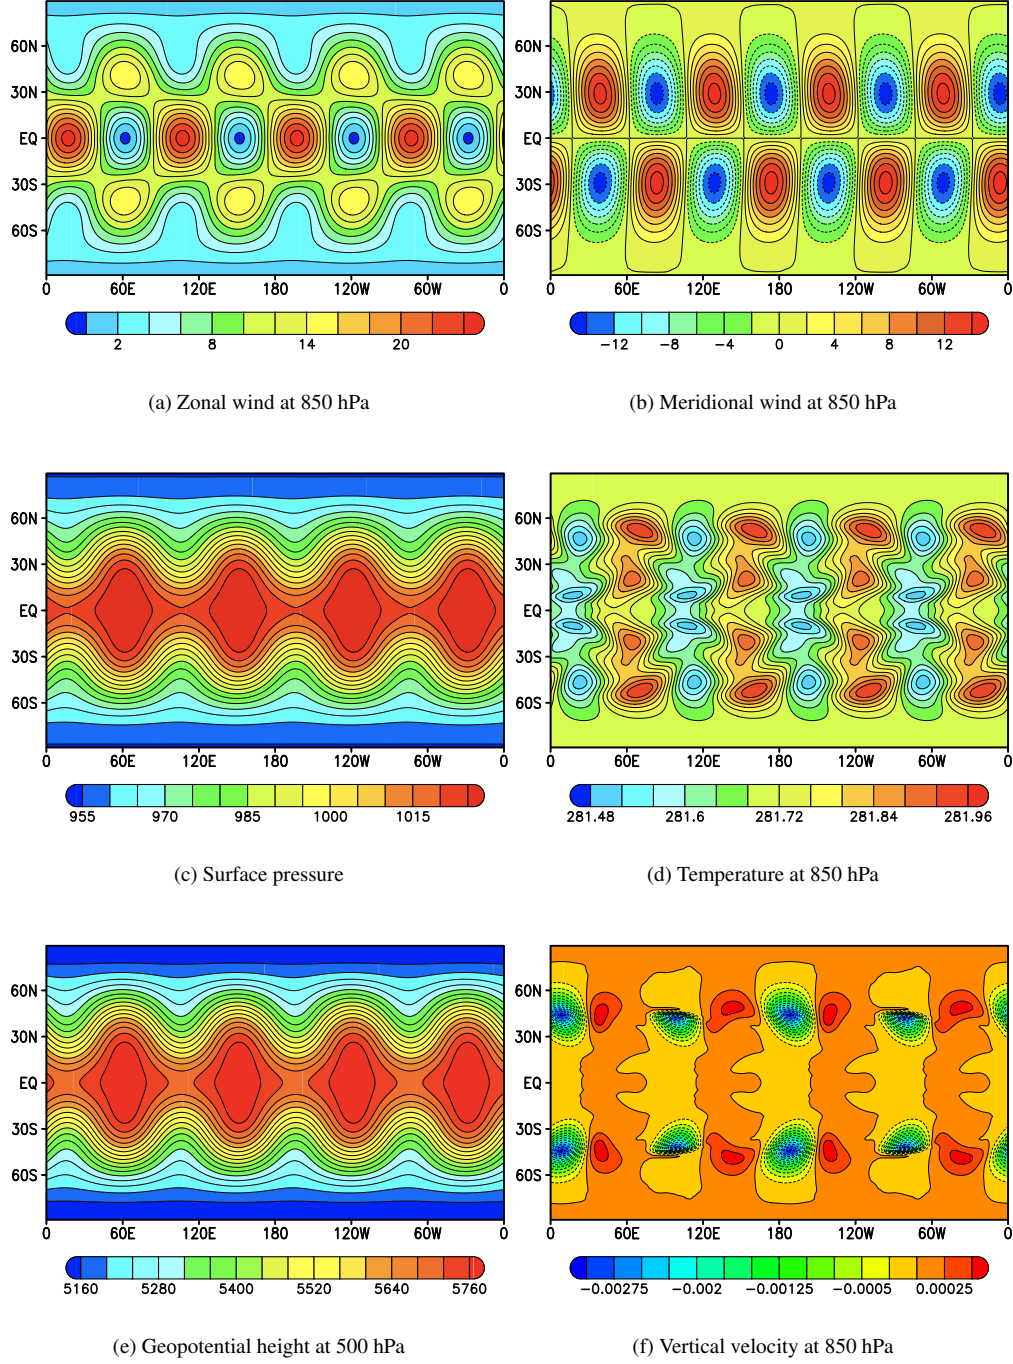 60N 60N
30N 30N
EQ EQ
30S 30S
60S 60S
0 60E 120E 180 120W 60W 0 0 60E 120E 180 120W 60W 0
2 8 14 20 −12 −8 −4 0 4 8 12
(a) Zonal wind at 850 hPa (b) Meridional wind at 850 hPa
60N 60N
30N 30N
EQ EQ
30S 30S
60S 60S
0 60E 120E 180 120W 60W 0 0 60E 120E 180 120W 60W 0
955 970 985 1000 1015 281.48 281.6 281.72 281.84 281.96
(c) Surface pressure (d) Temperature at 850 hPa
60N 60N
30N 30N
EQ EQ
30S 30S
60S 60S
0 60E 120E 180 120W 60W 0 0 60E 120E 180 120W 60W 0
5160 5280 5400 5520 5640 5760 −0.00275 −0.002 −0.00125 −0.0005 0.00025
(e) Geopotential height at 500 hPa (f) Vertical velocity at 850 hPa